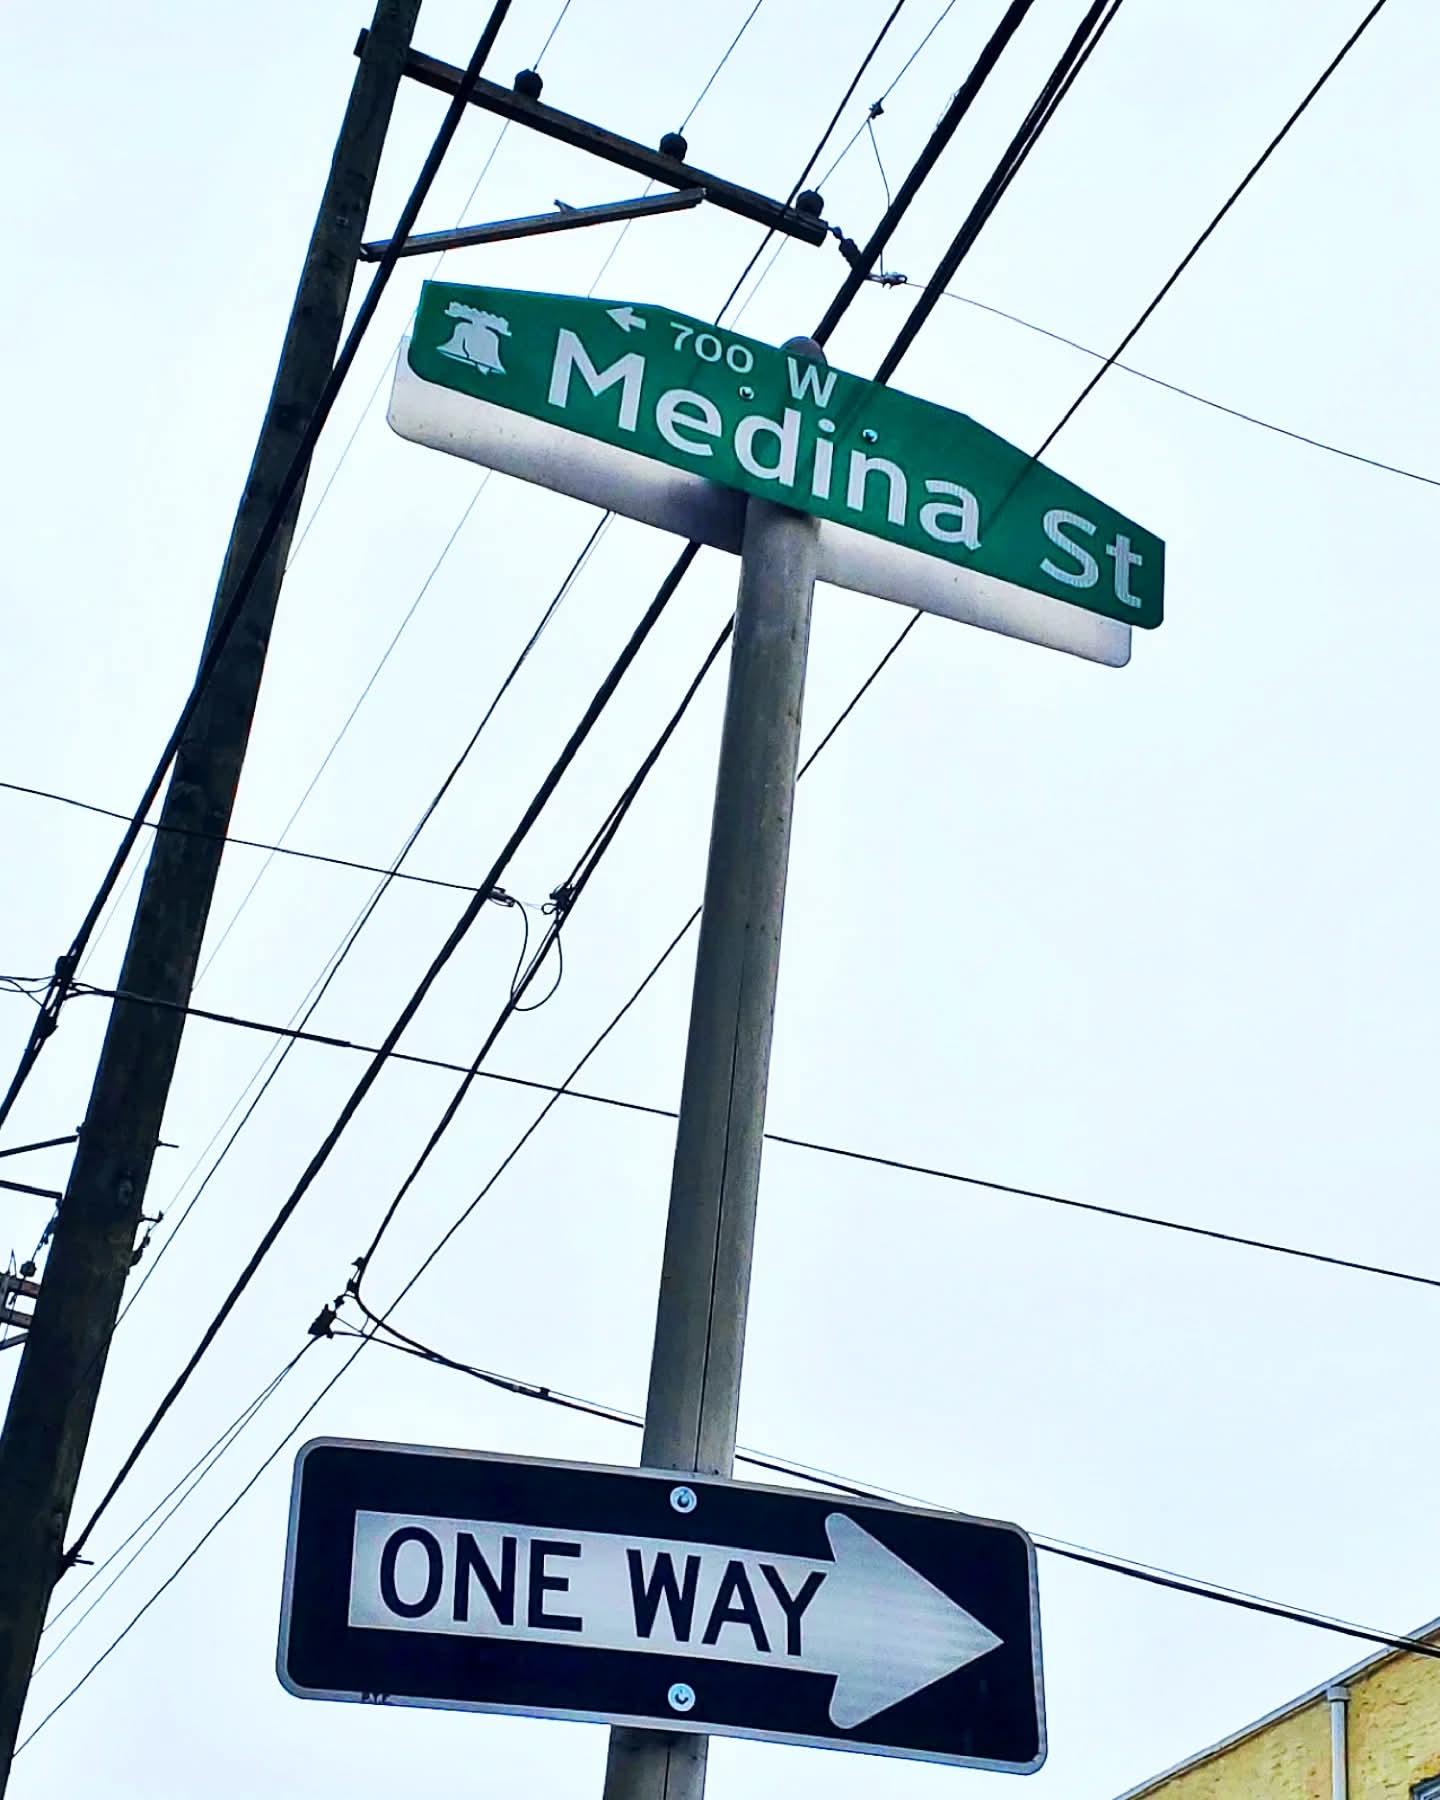 ← 700 W
Medina St
ONE WAY